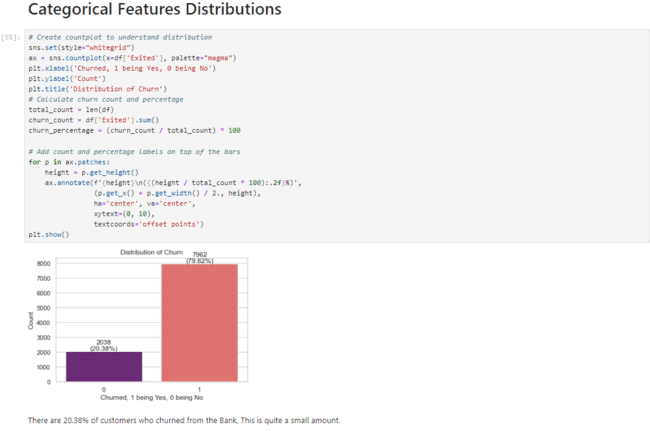 Categorical Features Distributions
[55]:
# Create countplot to understand distribution
sns.set(style="whitegrid")
ax = sns.countplot(x=df['Exited'], palette="magma")
plt.xlabel('Churned, 1 being Yes, 0 being No')
plt.ylabel('Count')
plt.title('Distribution of Churn')
# Calculate churn count and percentage
total_count = len(df)
churn_count = df['Exited'].sum()
churn_percentage = (churn_count / total_count) * 100
# Add count and percentage labels on top of the bars
for p in ax.patches:
height = p.get_height()
ax.annotate(f'{height}\n({(height / total_count * 100):.2f}%)',
(p.get_x() + p.get_width() / 2., height),
ha='center', va='center',
xytext=(0, 10),
textcoords='offset points')
plt.show()
Distribution of Churn
7962
(79.62%)
8000
7000
6000
5000
4000
3000
2000
1000
0
Count
2038
(20.38%)
0 1
Churned, 1 being Yes, 0 being No
There are 20.38% of customers who churned from the Bank, This is quite a small amount.